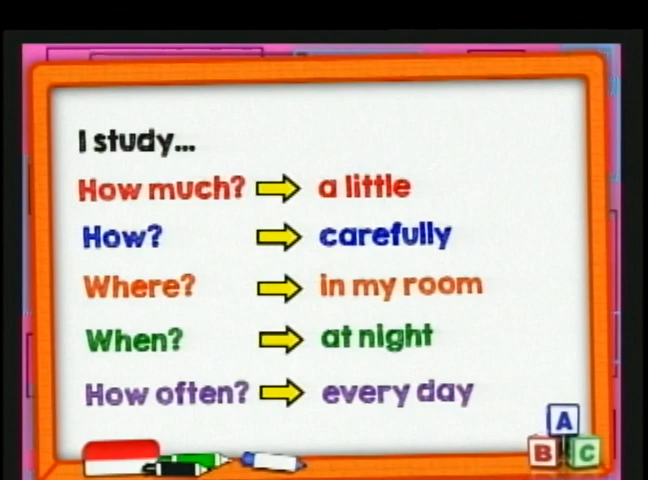 I study...
How much? a little
How? carefully
Where? in my room
When? at night
How often? every day
A
B C